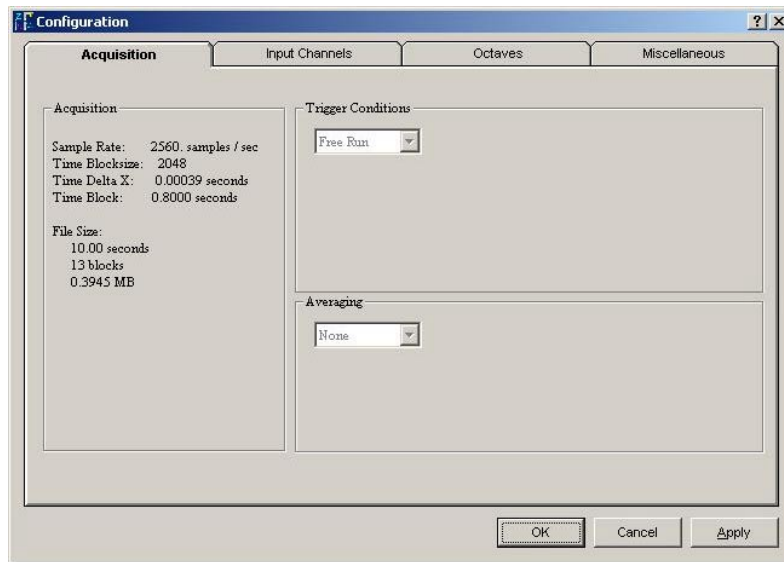 Configuration
Acquisition
Input Channels
Octaves
Miscellaneous
Acquisition
Sample Rate: 2560. samples / sec
Time Blocksize: 2048
Time Delta X: 0.00039 seconds
Time Block: 0.8000 seconds
File Size:
10.00 seconds
13 blocks
0.3945 MB
Trigger Conditions
Free Run
Averaging
None
OK
Cancel
Apply